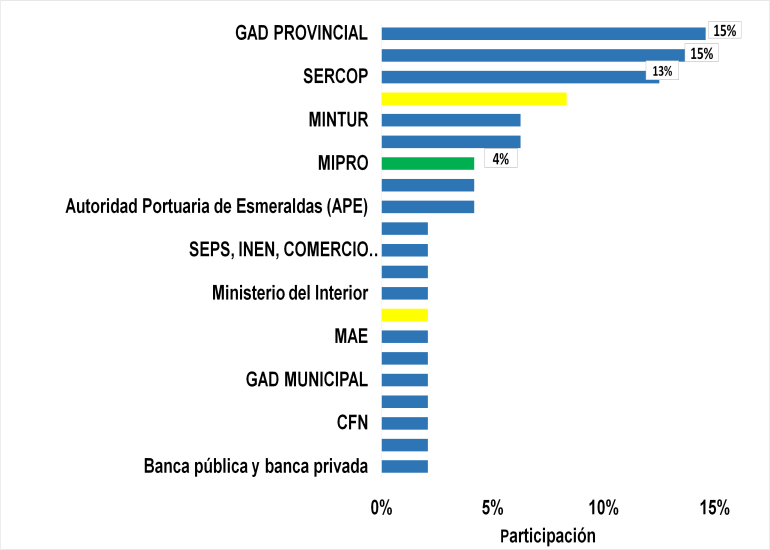 GAD PROVINCIAL
15%
15%
SERCOP
13%
MINTUR
4%
MIPRO
Autoridad Portuaria de Esmeraldas (APE)
SEPS, INEN, COMERCIO..
Ministerio del Interior
MAE
GAD MUNICIPAL
CFN
Banca pública y banca privada
0% 5% 10% 15%
Participación